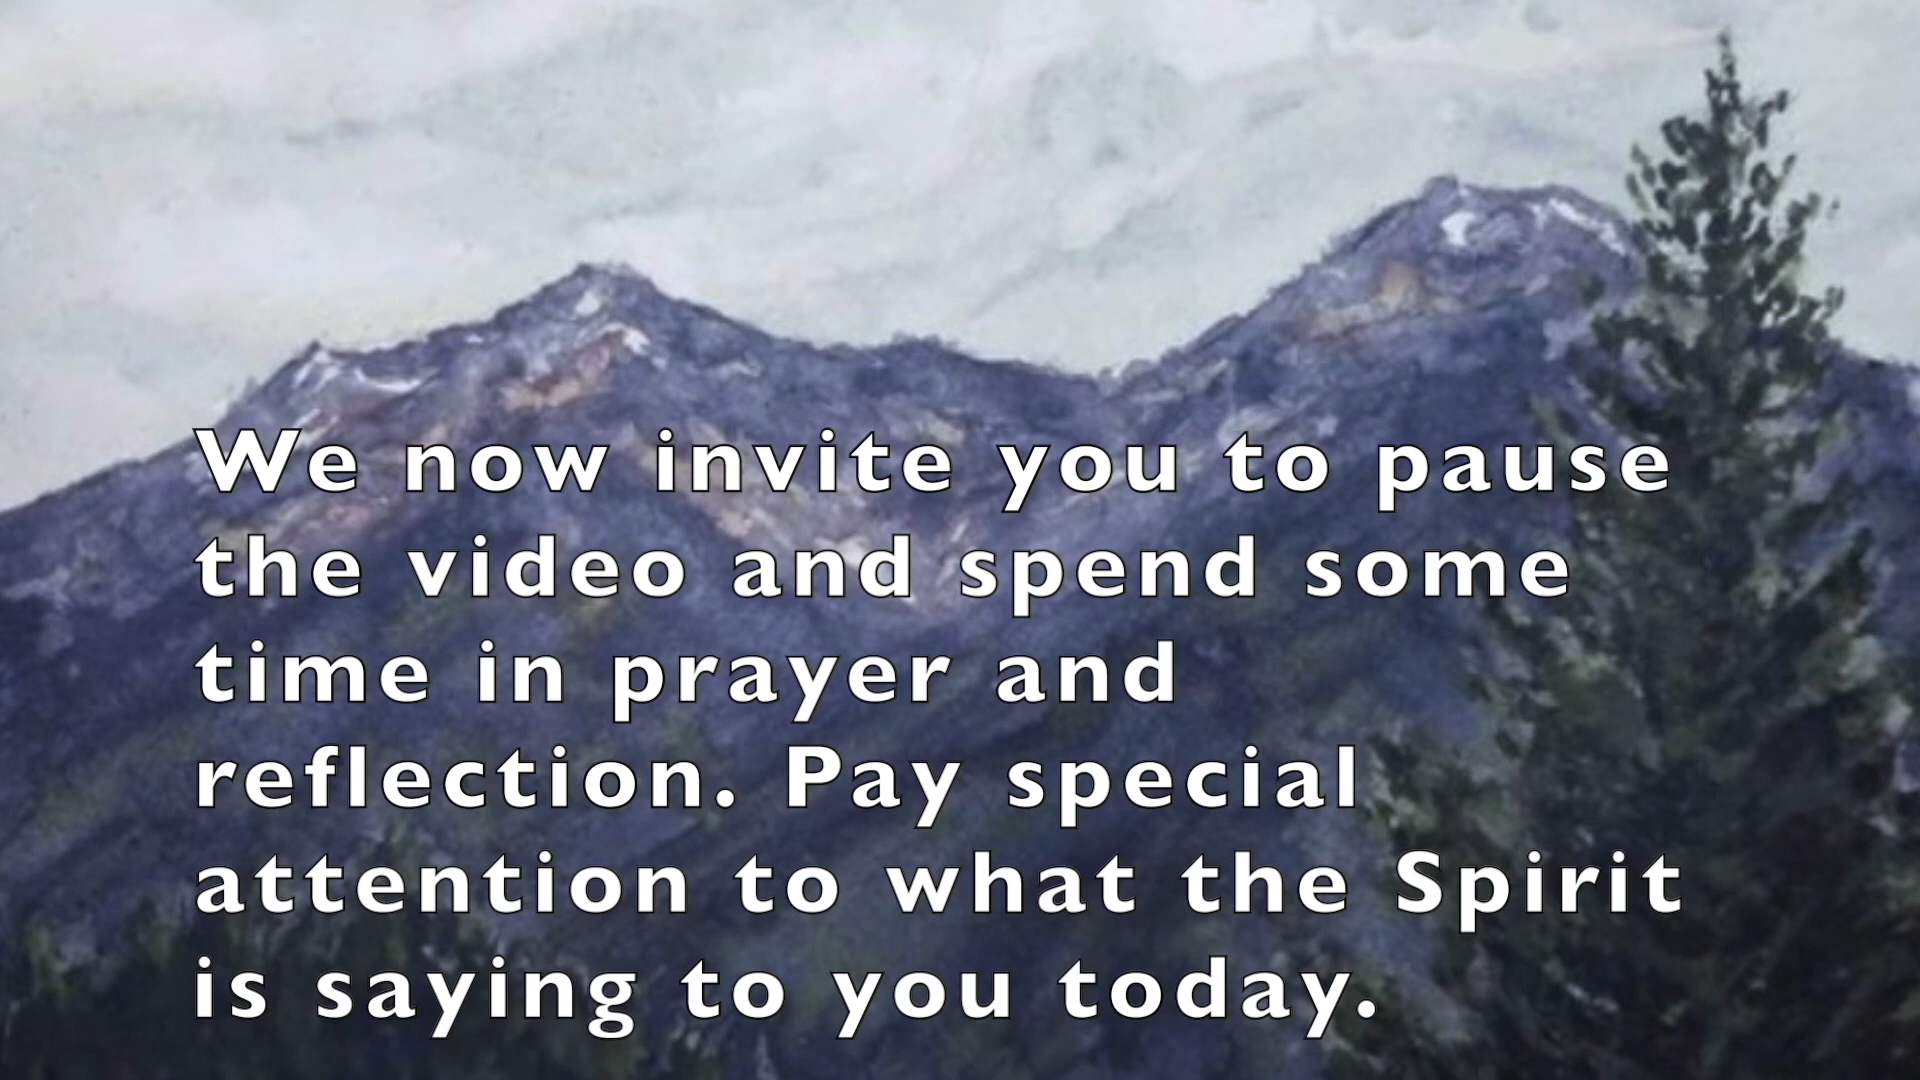 We now invite you to pause
the video and spend some
time in prayer and
reflection. Pay special
attention to what the Spirit
is saying to you today.